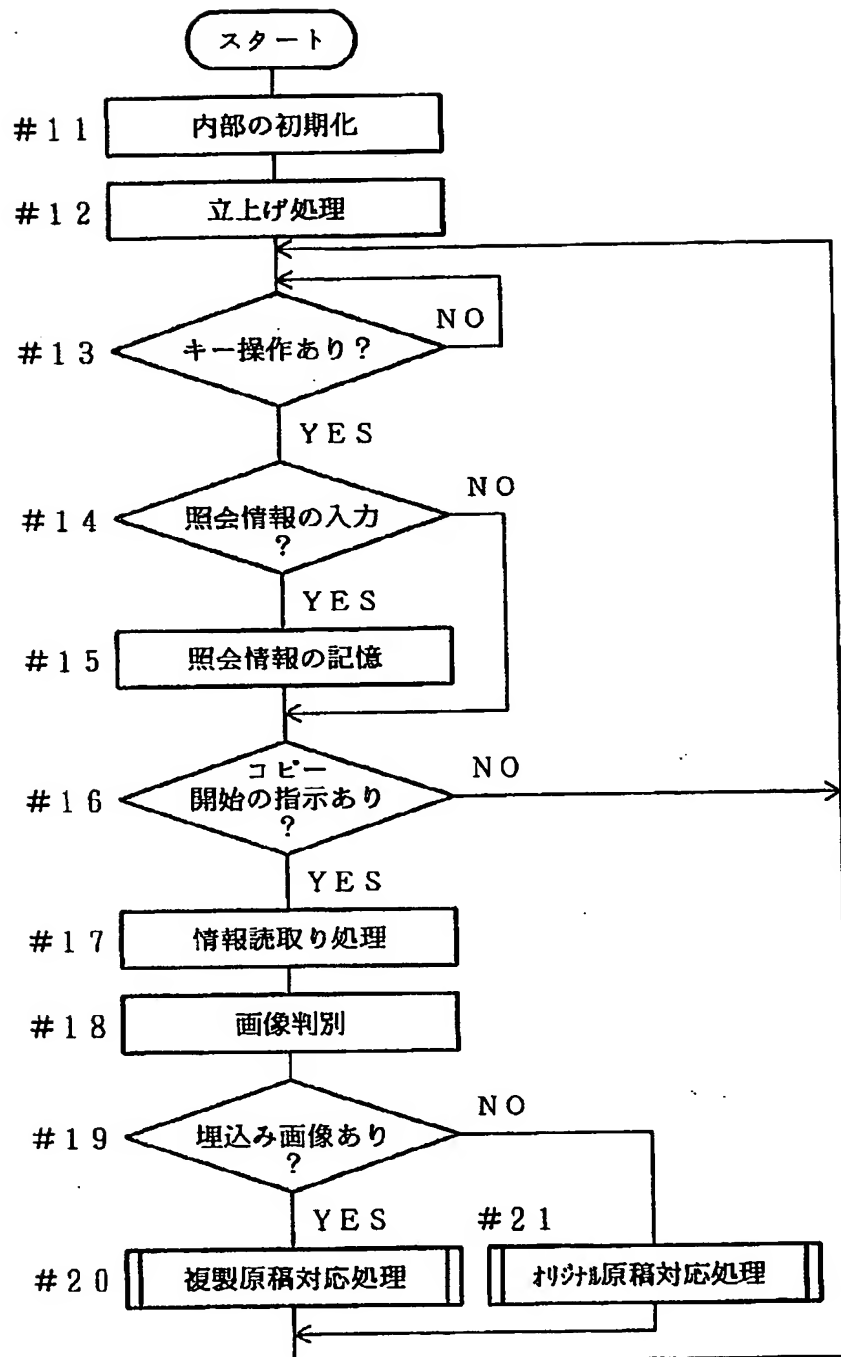 スタート
#11 内部の初期化
#12 立上げ処理
#13 キー操作あり?
NO
YES
#14 照会情報の入力
?
NO
YES
#15 照会情報の記憶
コピー
#16 開始の指示あり
?
NO
YES
#17 情報読取り処理
#18 画像判別
#19 埋込み画像あり
?
NO
YES
#21
#20 複製原稿対応処理
オリジナル原稿対応処理